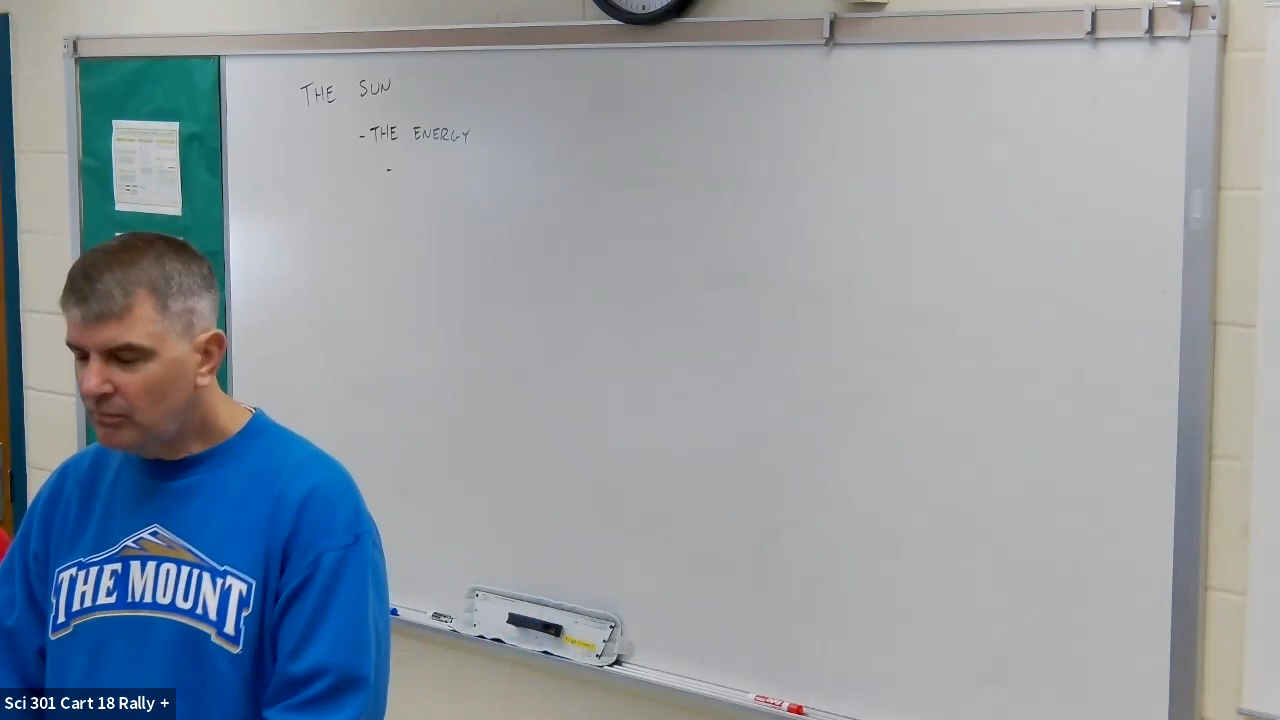 THE SUN
- THE ENERGY
-
THE MOUNT
Sci 301 Cart 18 Rally +